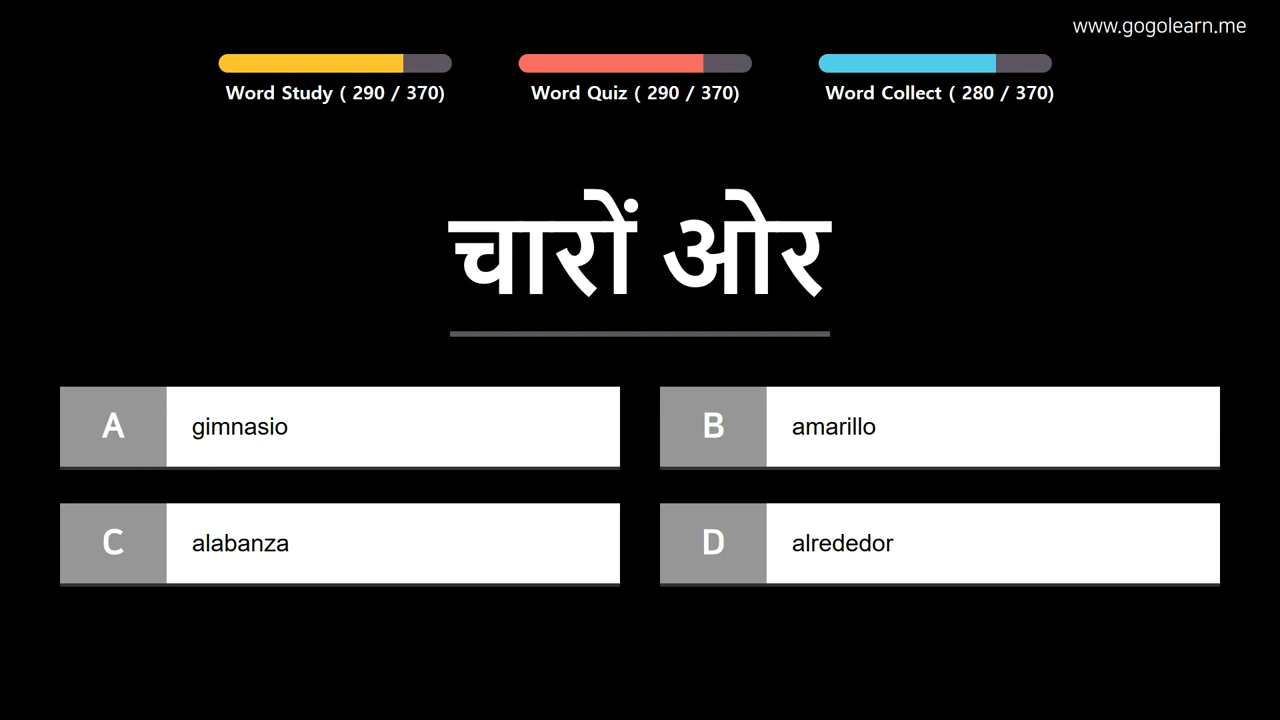 www.gogolearn.me
Word Study ( 290 / 370)
Word Quiz ( 290 / 370)
Word Collect ( 280 / 370)
चारों ओर
A gimnasio
B amarillo
C alabanza
D alrededor